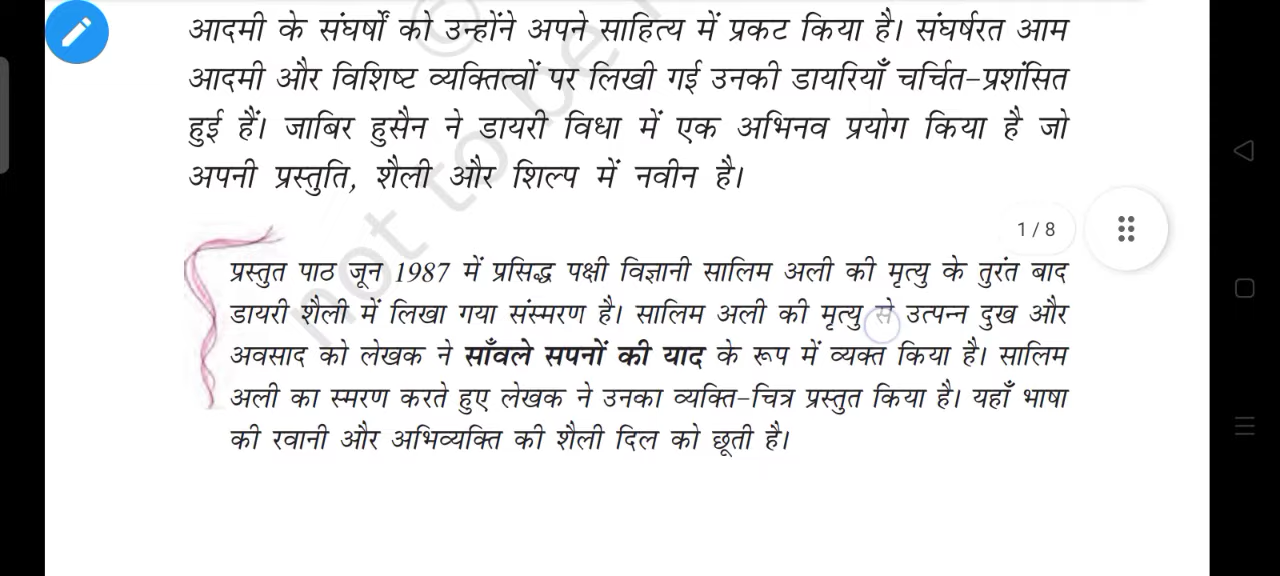 आदमी के संघर्षों को उन्होंने अपने साहित्य में प्रकट किया है। संघर्षरत आम
आदमी और विशिष्ट व्यक्तित्वों पर लिखी गई उनकी डायरियाँ चर्चित-प्रशंसित
हुई हैं। जाबिर हुसैन ने डायरी विधा में एक अभिनव प्रयोग किया है जो
अपनी प्रस्तुति, शैली और शिल्प में नवीन है।
1 / 8
प्रस्तुत पाठ जून 1987 में प्रसिद्ध पक्षी विज्ञानी सालिम अली की मृत्यु के तुरंत बाद
डायरी शैली में लिखा गया संस्मरण है। सालिम अली की मृत्यु से उत्पन्न दुख और
अवसाद को लेखक ने साँवले सपनों की याद के रूप में व्यक्त किया है। सालिम
अली का स्मरण करते हुए लेखक ने उनका व्यक्ति-चित्र प्रस्तुत किया है। यहाँ भाषा
की रवानी और अभिव्यक्ति की शैली दिल को छूती है।
not to be